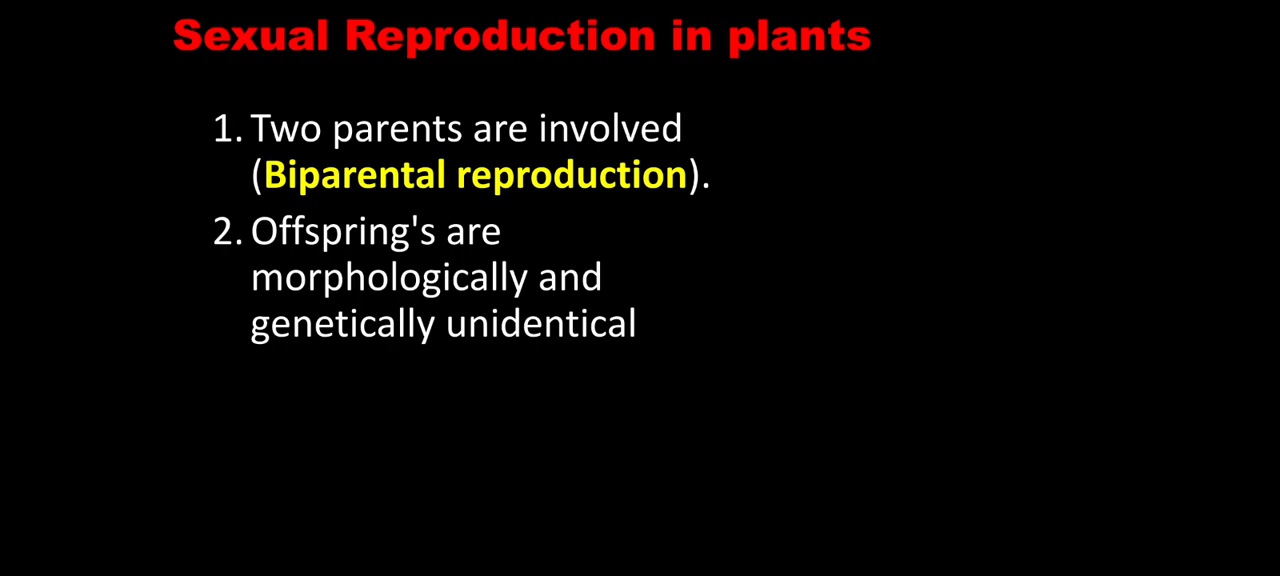 Sexual Reproduction in plants
1. Two parents are involved
(Biparental reproduction).
2. Offspring's are
morphologically and
genetically unidentical